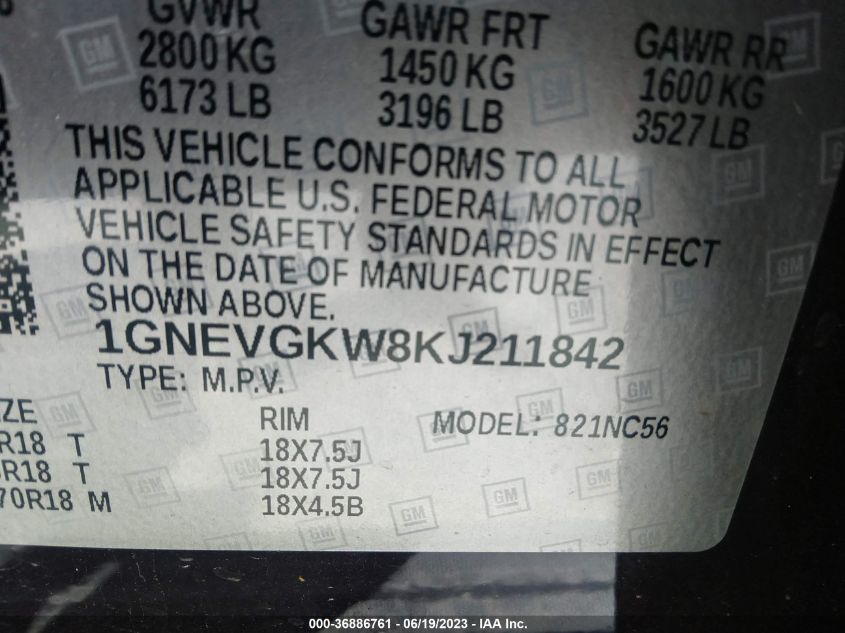 GVWR GAWR FRT GAWR RR
2800 KG 1450 KG 1600 KG
6173 LB 3196 LB 3527 LB
THIS VEHICLE CONFORMS TO ALL
APPLICABLE U.S. FEDERAL MOTOR
VEHICLE SAFETY STANDARDS IN EFFECT
ON THE DATE OF MANUFACTURE
SHOWN ABOVE.
1GNEVGKW8KJ211842
TYPE: M.P.V.
ZE RIM MODEL: 821NC56
R18 T 18X7.5J
R18 T 18X7.5J
70R18 M 18X4.5B
GM
000-36886761 / 06/19/2023 - IAA Inc.